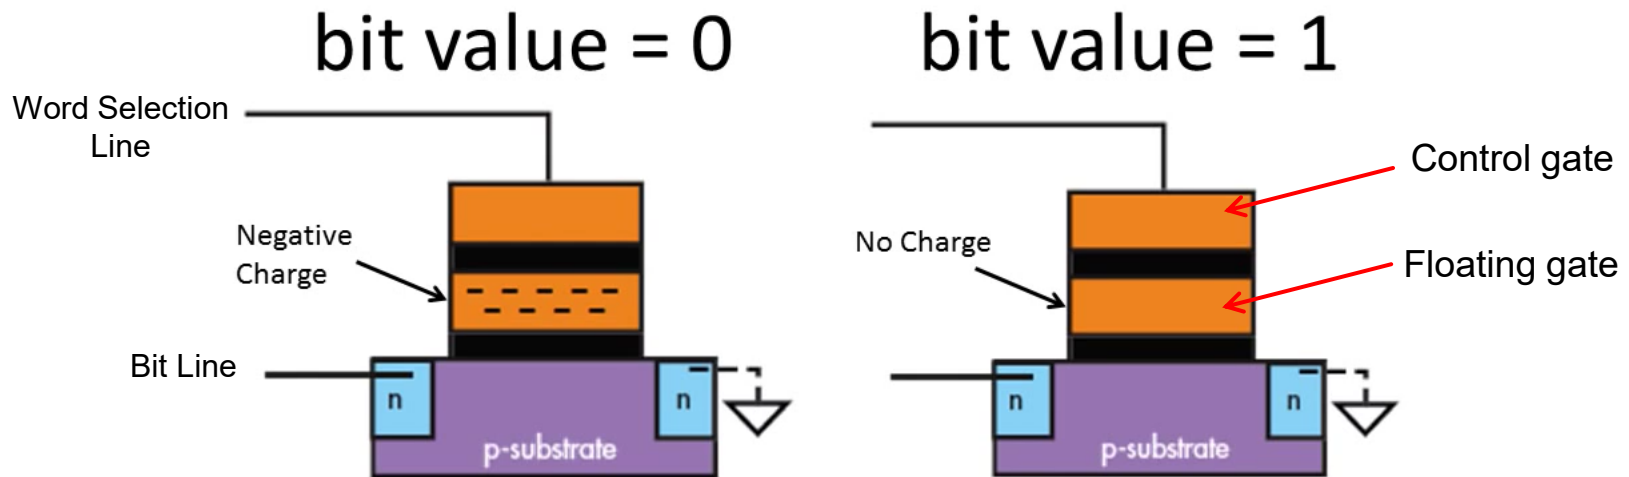 bit value = 0
bit value = 1
Word Selection
Line
Control gate
Negative
Charge
No Charge
Floating gate
Bit Line
n
n
n
n
p-substrate
p-substrate